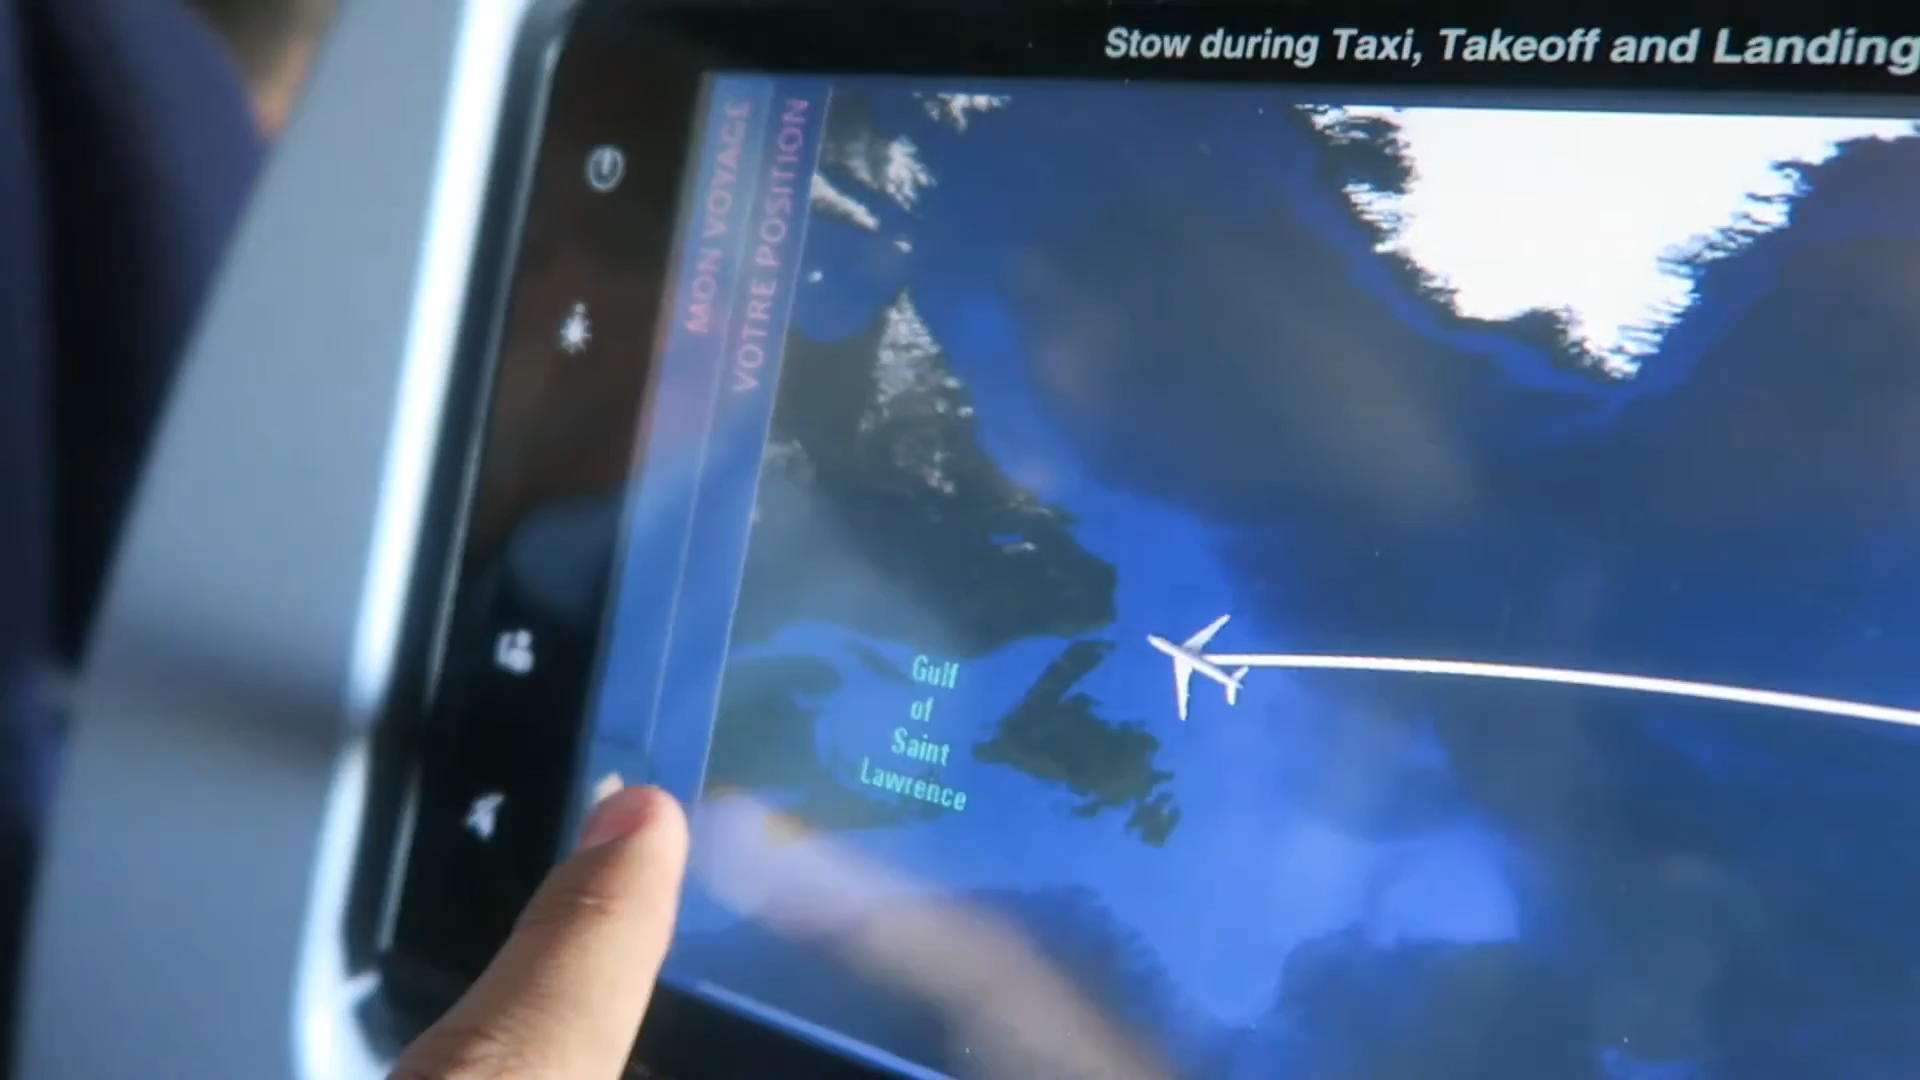 Stow during Taxi, Takeoff and Landing
MON VOYAGE
VOTRE POSITION
Gulf
of
Saint
Lawrence